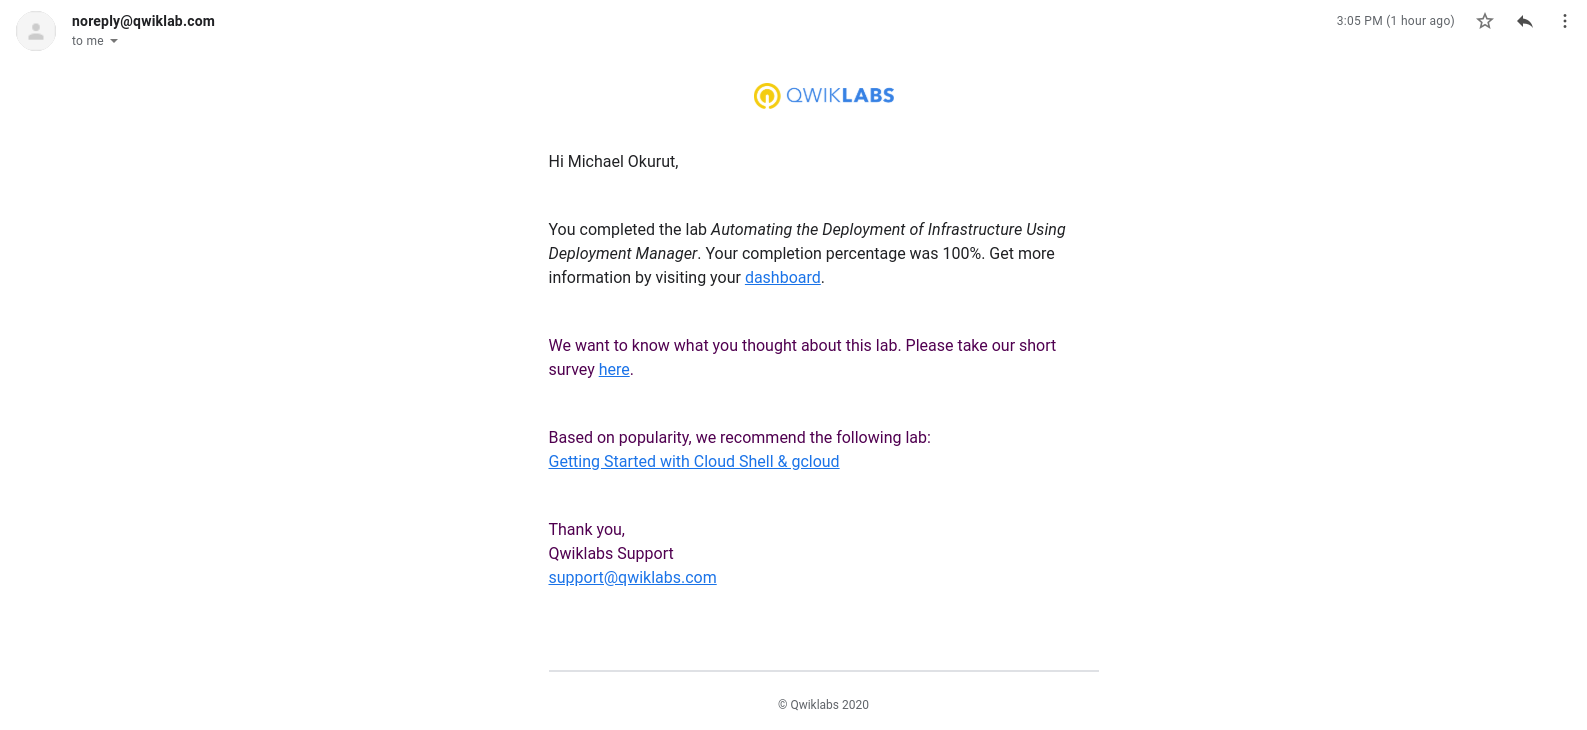 noreply@qwiklab.com
3:05 PM (1 hour ago)
to me
QWIKLABS
Hi Michael Okurut,
You completed the lab Automating the Deployment of Infrastructure Using
Deployment Manager. Your completion percentage was 100%. Get more
information by visiting your dashboard.
We want to know what you thought about this lab. Please take our short
survey here.
Based on popularity, we recommend the following lab:
Getting Started with Cloud Shell & gcloud
Thank you,
Qwiklabs Support
support@qwiklabs.com
© Qwiklabs 2020